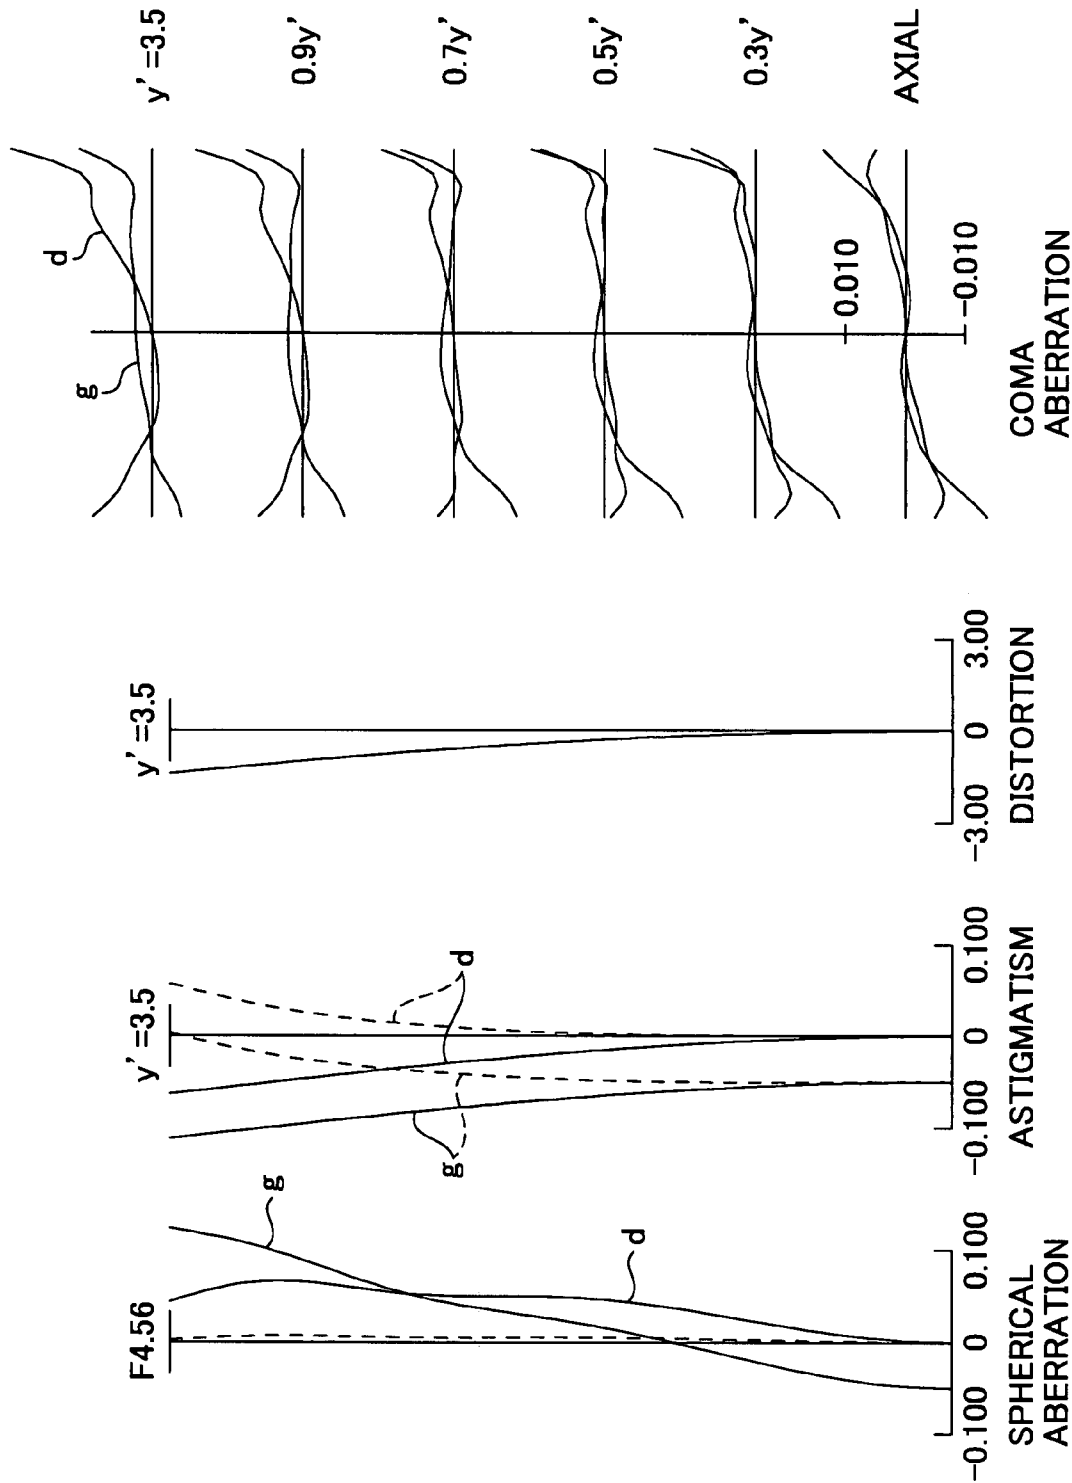 F4.56
g
d
-0.100
0
0.100
SPHERICAL
ABERRATION
y' =3.5
g
d
-0.100
0
0.100
ASTIGMATISM
y' =3.5
-3.00
0
3.00
DISTORTION
g
d
y' =3.5
0.9y'
0.7y'
0.5y'
0.3y'
0.010
AXIAL
-0.010
COMA
ABERRATION